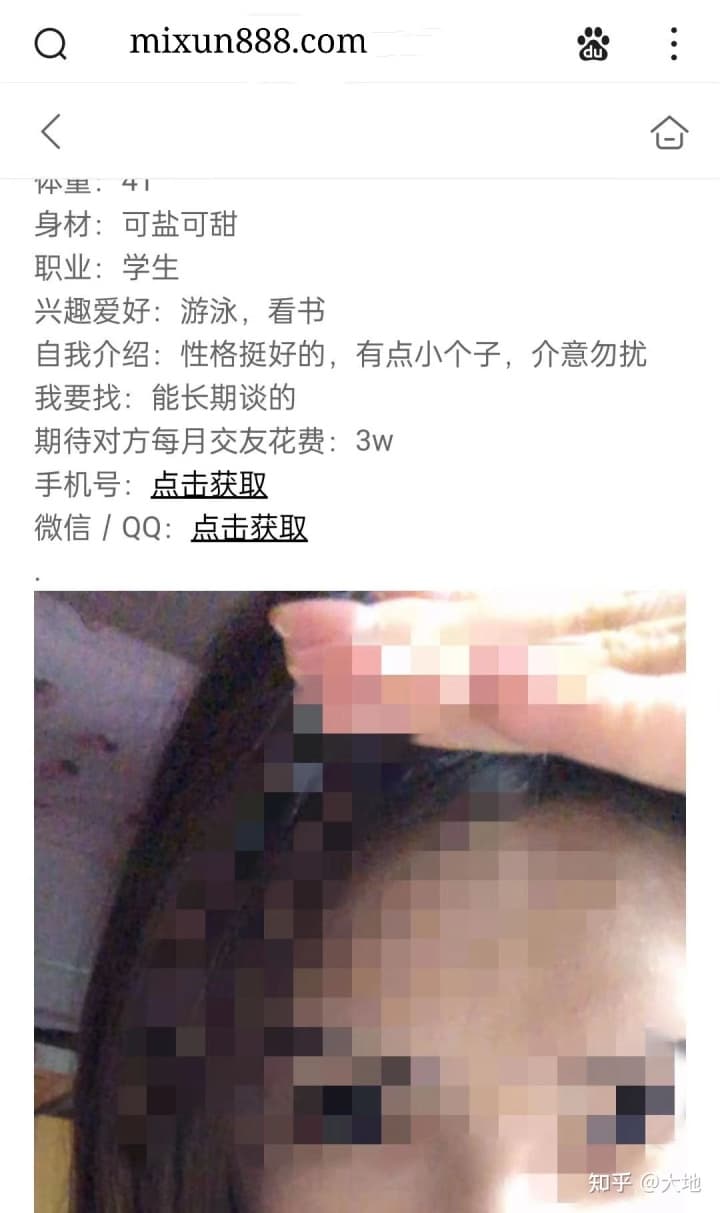 mixun888.com
du
体重：41
身材：可盐可甜
职业：学生
兴趣爱好：游泳，看书
自我介绍：性格挺好的，有点小个子，介意勿扰
我要找：能长期谈的
期待对方每月交友花费：3w
手机号：点击获取
微信 / QQ：点击获取
.
知乎 @大地